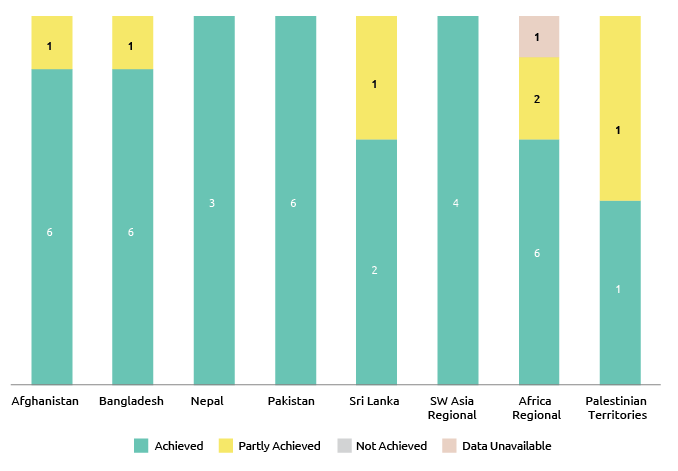 1
1
1
1
2
1
6
6
3
6
4
6
2
1
Afghanistan
Bangladesh
Nepal
Pakistan
Sri Lanka
SW Asia
Regional
Africa
Regional
Palestinian
Territories
Achieved
Partly Achieved
Not Achieved
Data Unavailable